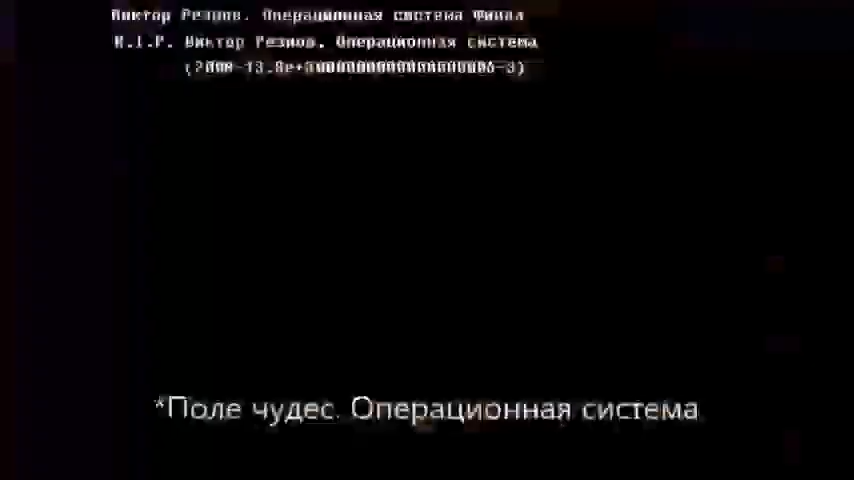 Виктор Резнов. Операционная система Финал
R.I.P. Виктор Резнов. Операционная система
*Поле чудес. Операционная система